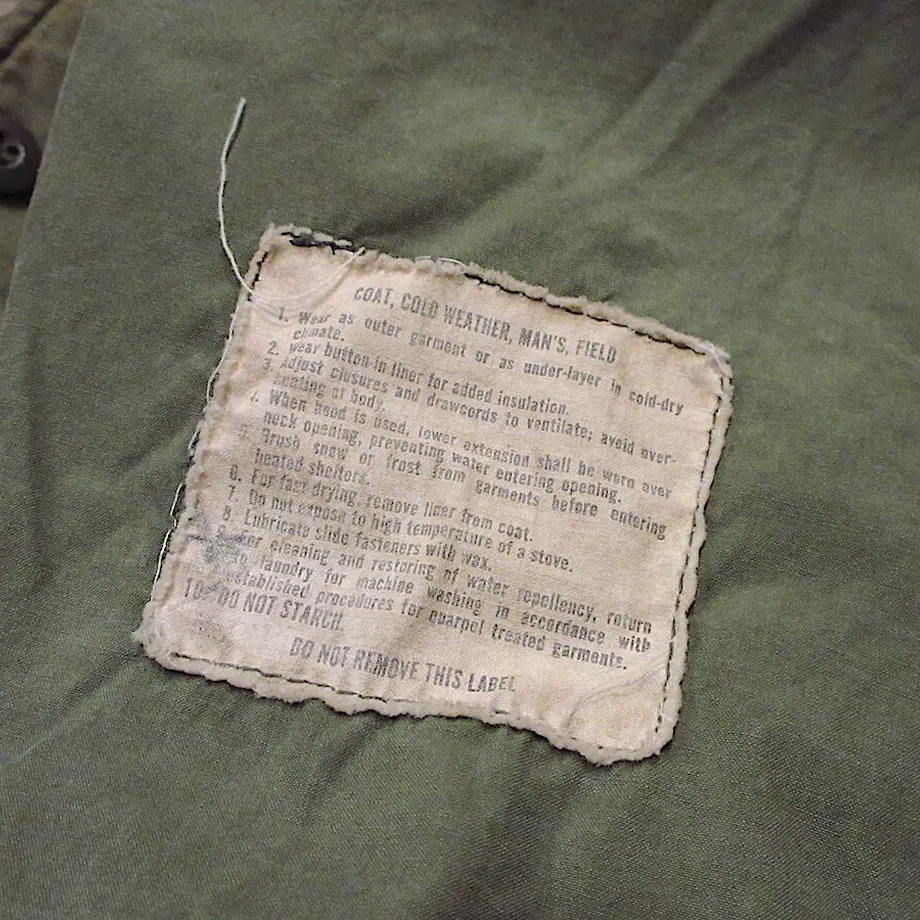 COAT, COLD WEATHER, MAN'S, FIELD
1. Wear as outer garment or as under-layer in cold-dry
climate.
2. Wear button-in liner for added insulation.
3. Adjust closures and drawcords to ventilate; avoid over-
heating of body.
4. When hood is used, lower extension shall be worn over
neck opening, preventing water entering opening.
5. Brush snow or frost from garments before entering
heated shelters.
6. For fast drying, remove liner from coat.
7. Do not expose to high temperature of a stove.
8. Lubricate slide fasteners with wax.
9. For cleaning and restoring of water repellency, return
to laundry for machine washing in accordance with
established procedures for quarpel treated garments.
10. DO NOT STARCH.
DO NOT REMOVE THIS LABEL